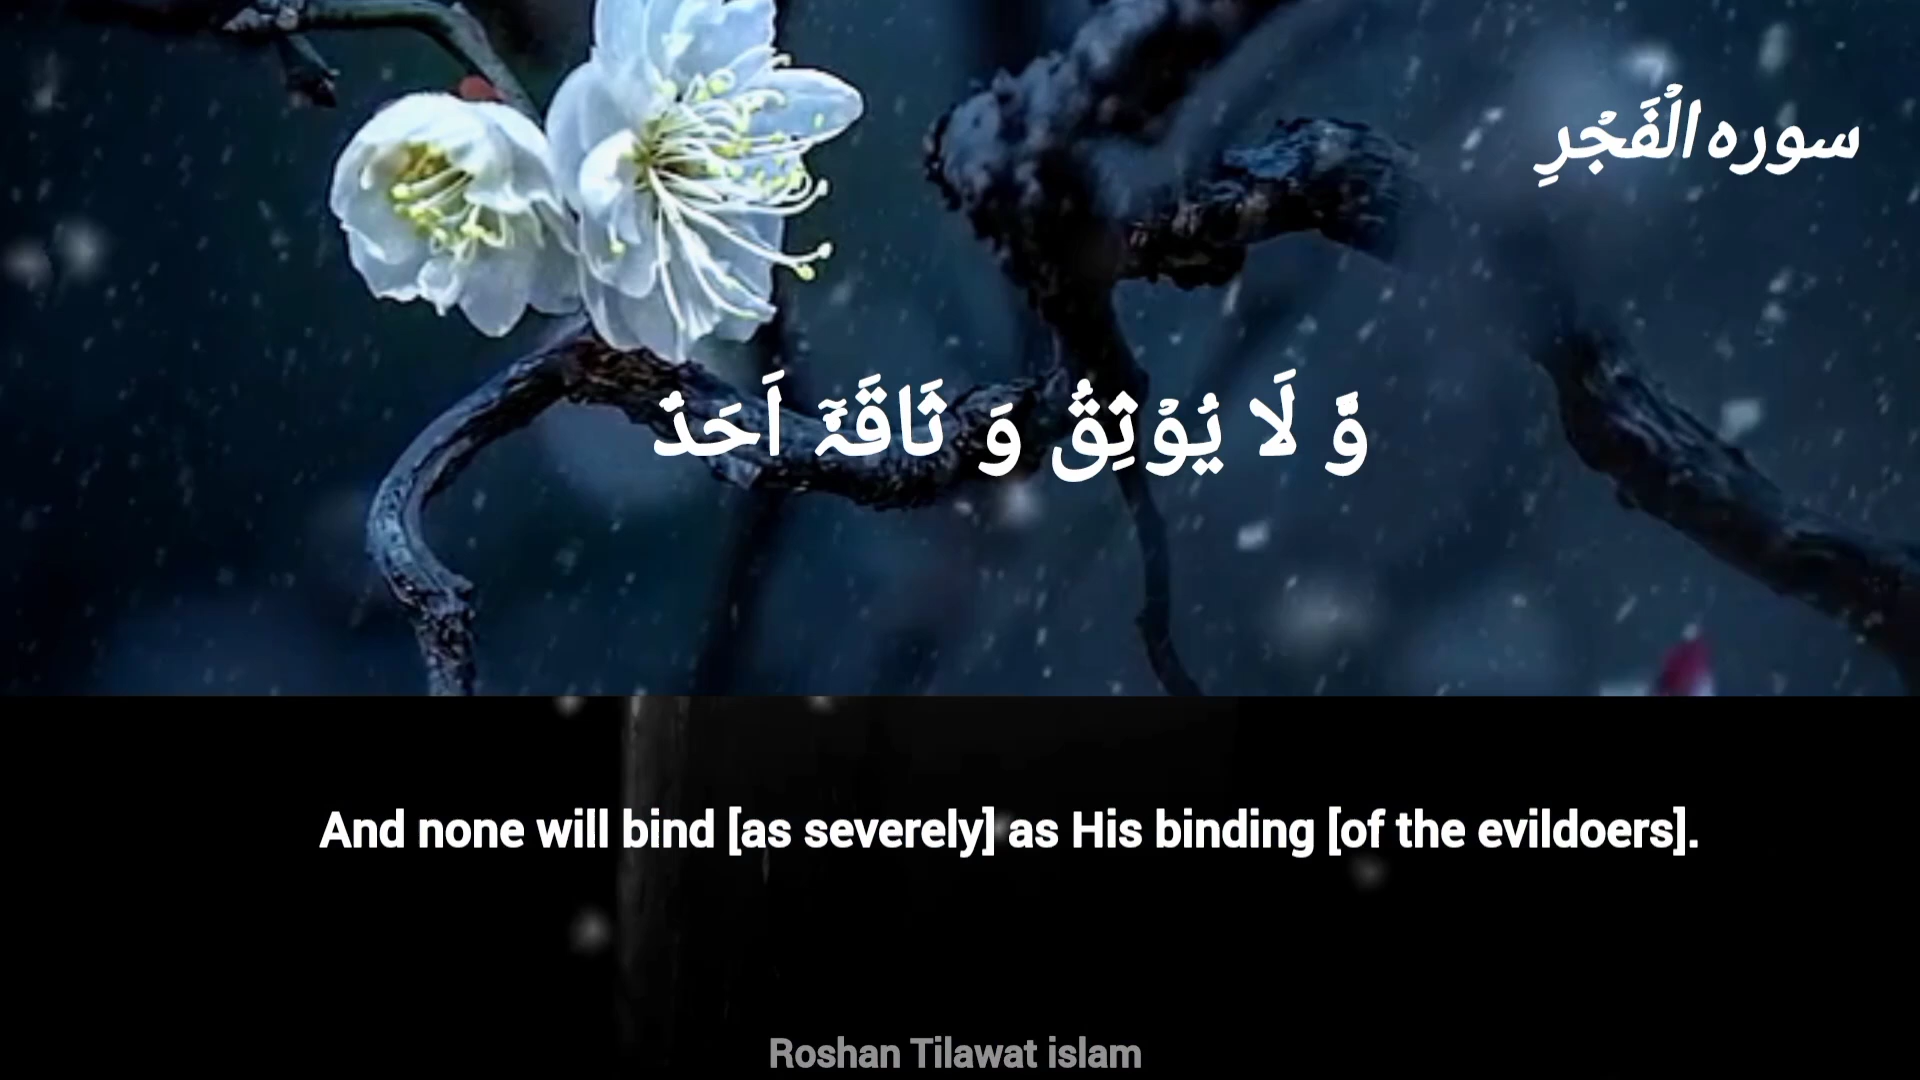 سوره الْفَجْرِ
وَّ لَا یُوْثِقُ وَ ثَاقَہٗۤ اَحَدٌ
And none will bind [as severely] as His binding [of the evildoers].
Roshan Tilawat islam